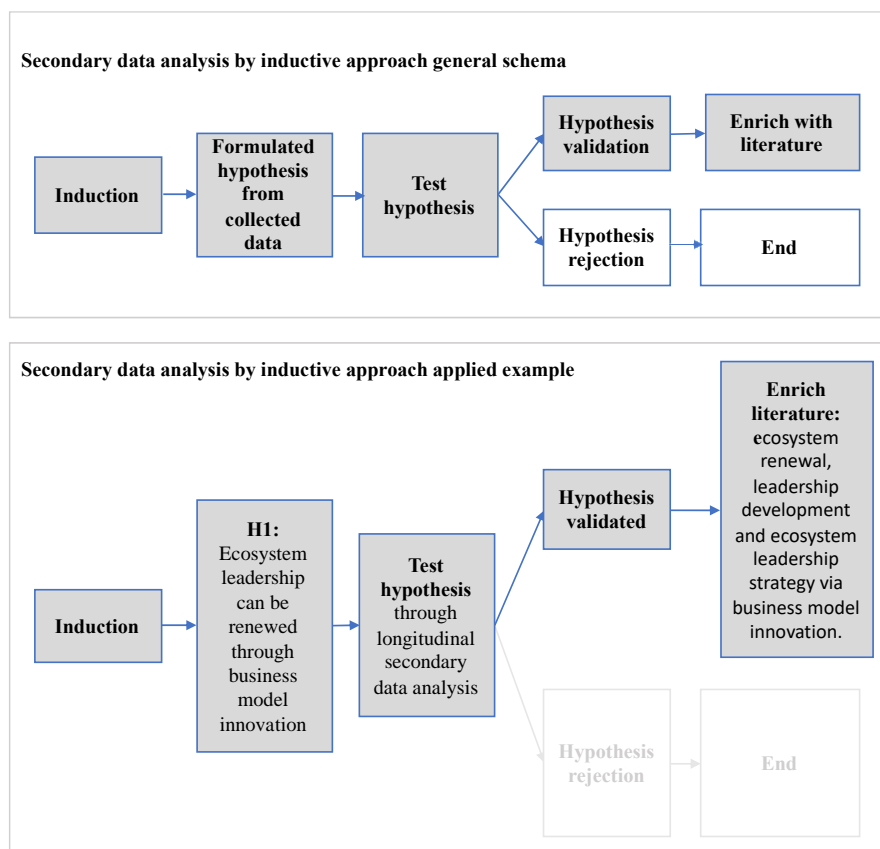 Secondary data analysis by inductive approach general schema
Induction
Formulated
hypothesis
from
collected
data
Test
hypothesis
Hypothesis
validation
Enrich with
literature
Hypothesis
rejection
End
Secondary data analysis by inductive approach applied example
Induction
H1:
Ecosystem
leadership
can be
renewed
through
business
model
innovation
Test
hypothesis
through
longitudinal
secondary
data analysis
Hypothesis
validated
Enrich
literature:
ecosystem
renewal,
leadership
development
and ecosystem
leadership
strategy via
business model
innovation.
Hypothesis
rejection
End